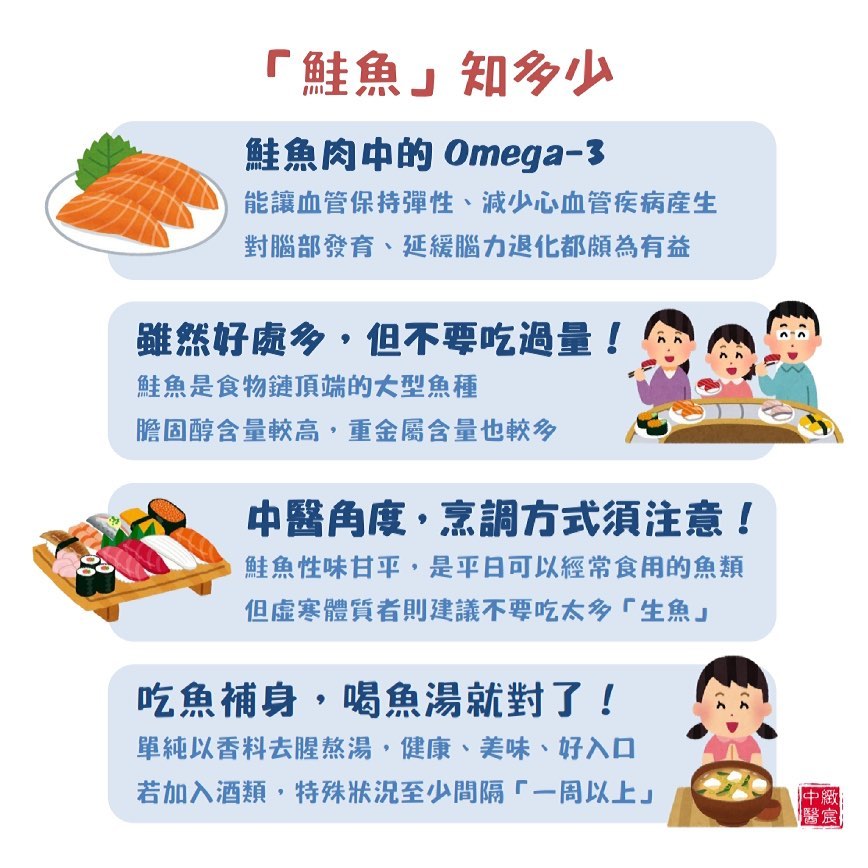 「鮭魚」知多少
鮭魚肉中的 Omega-3
能讓血管保持彈性、減少心血管疾病産生
對腦部發育、延緩腦力退化都頗為有益
雖然好處多，但不要吃過量！
鮭魚是食物鏈頂端的大型魚種
膽固醇含量較高，重金屬含量也較多
中醫角度，烹調方式須注意！
鮭魚性味甘平，是平日可以經常食用的魚類
但虛寒體質者則建議不要吃太多「生魚」
吃魚補身，喝魚湯就對了！
單純以香料去腥熬湯，健康、美味、好入口
若加入酒類，特殊狀況至少間隔「一周以上」
緻宸
中醫